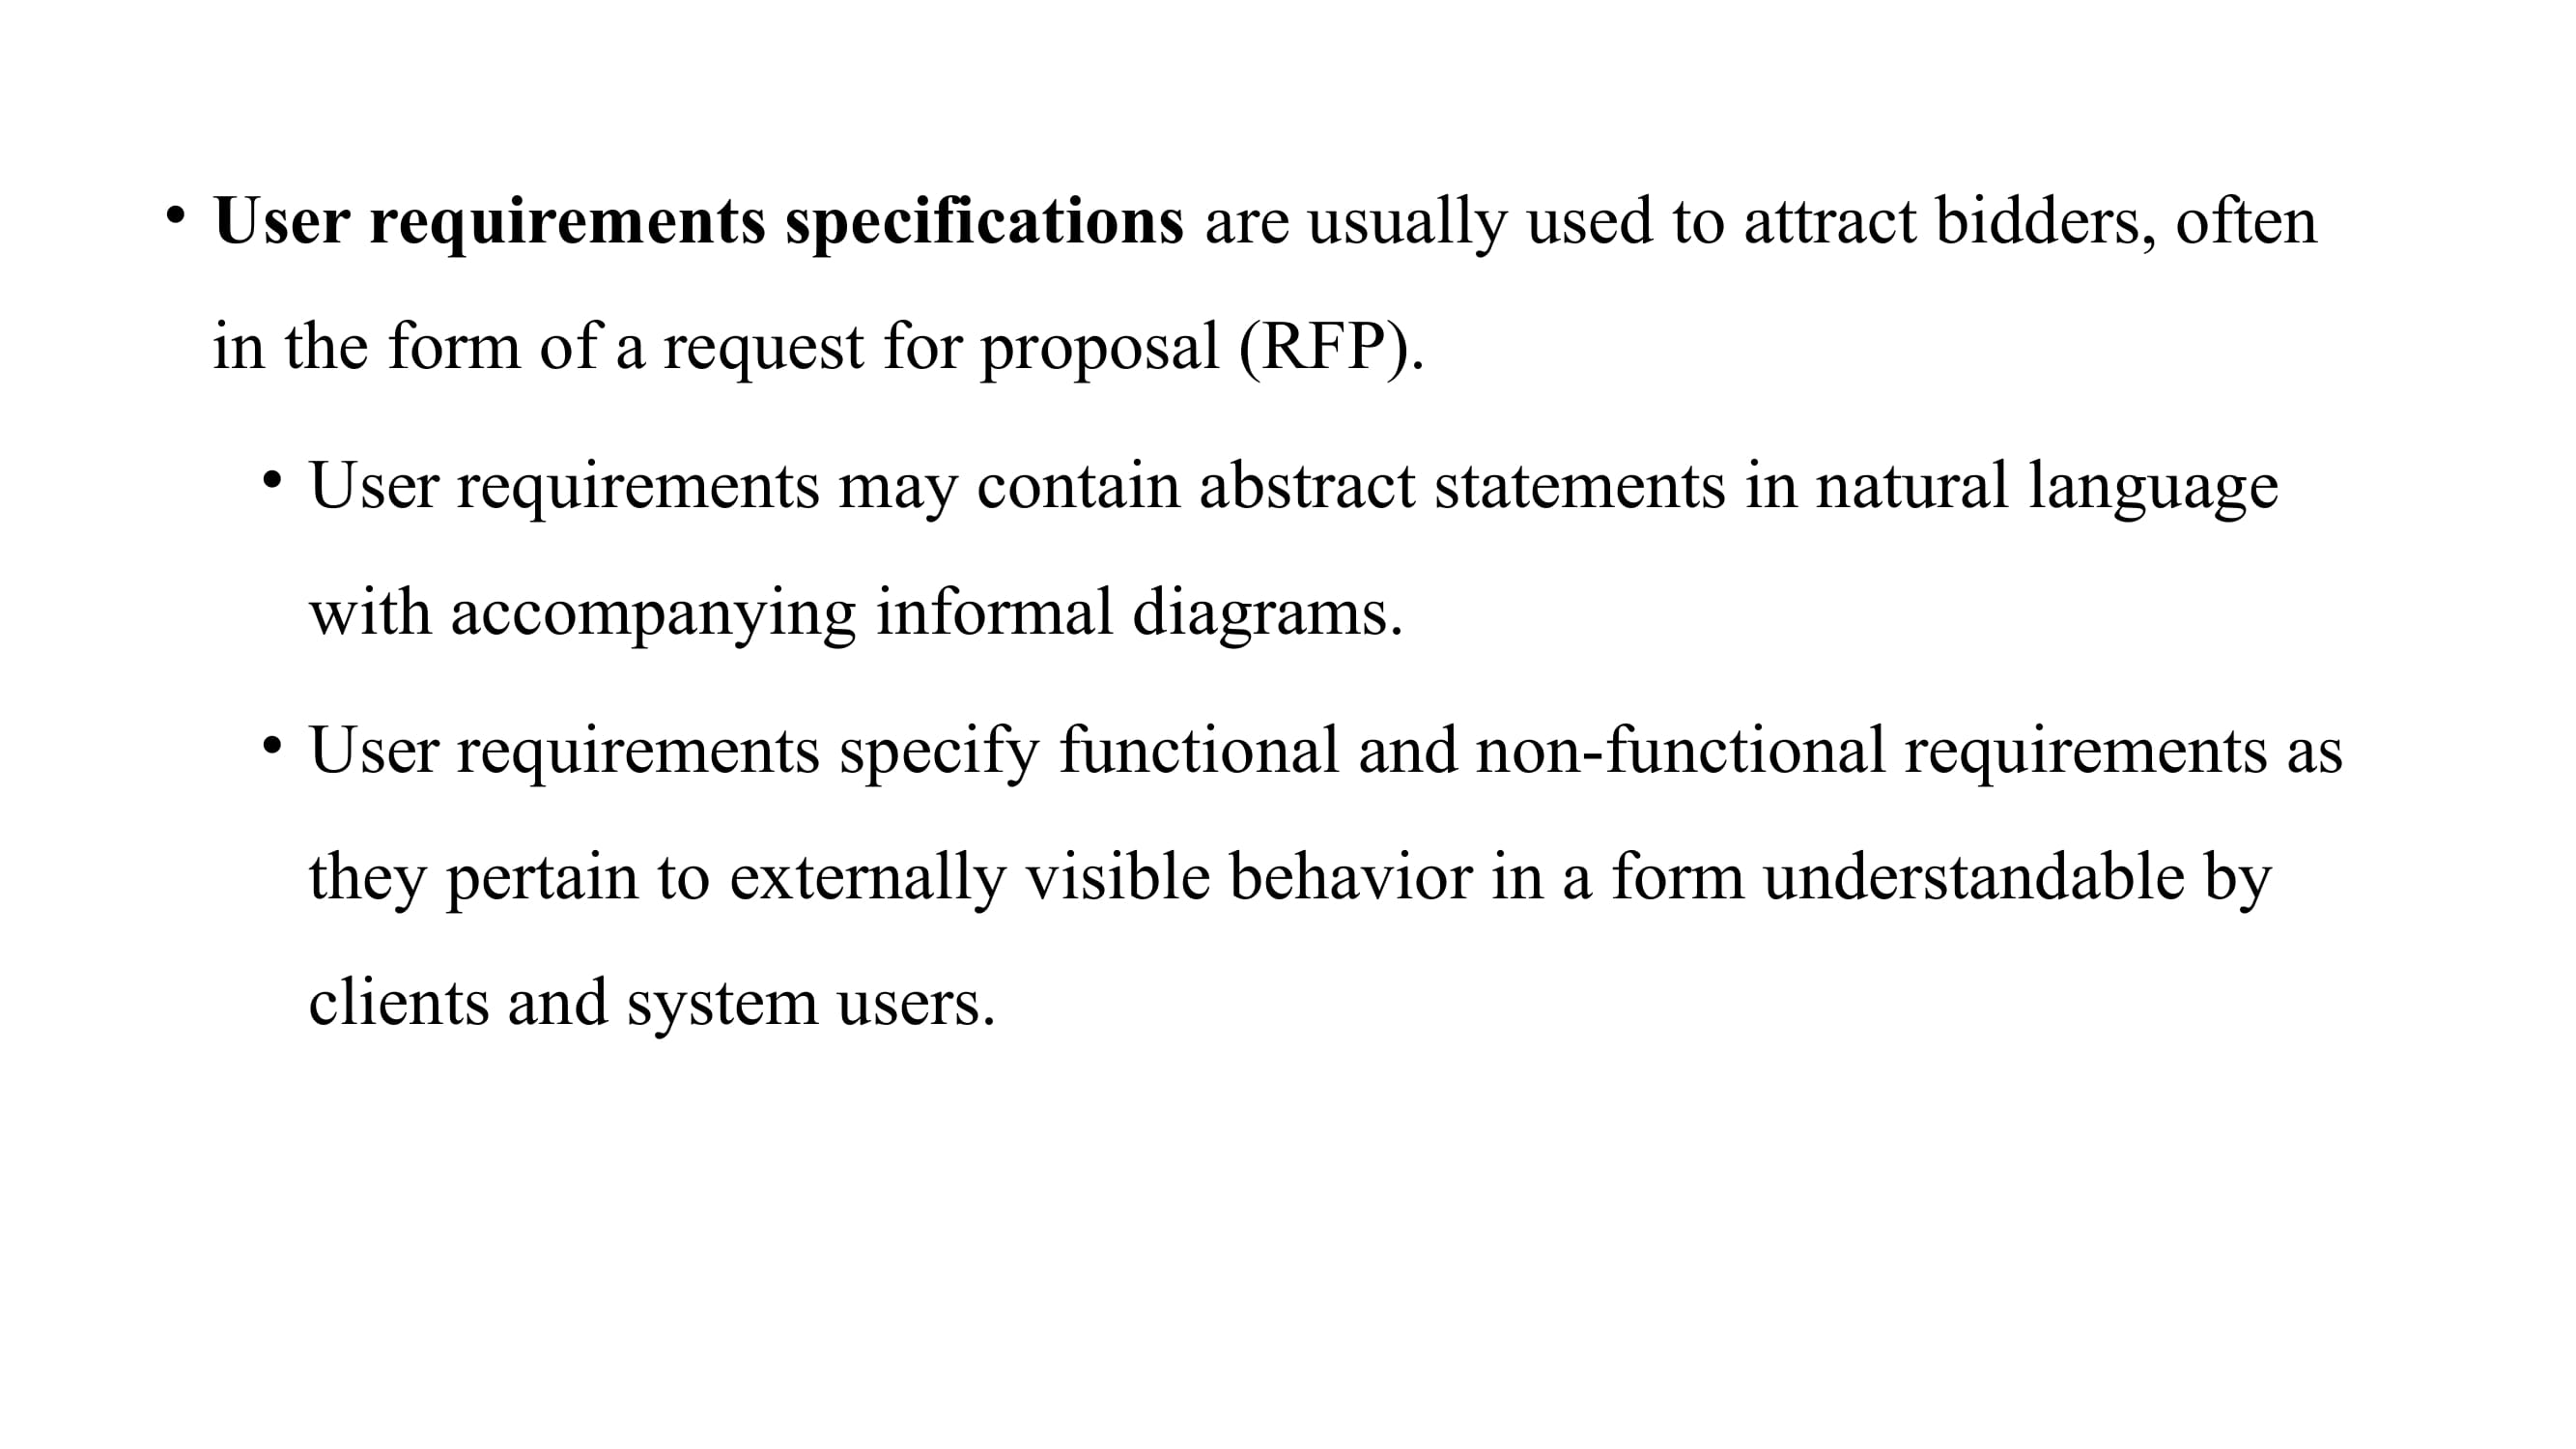 • User requirements specifications are usually used to attract bidders, often
in the form of a request for proposal (RFP).
• User requirements may contain abstract statements in natural language
with accompanying informal diagrams.
• User requirements specify functional and non-functional requirements as
they pertain to externally visible behavior in a form understandable by
clients and system users.